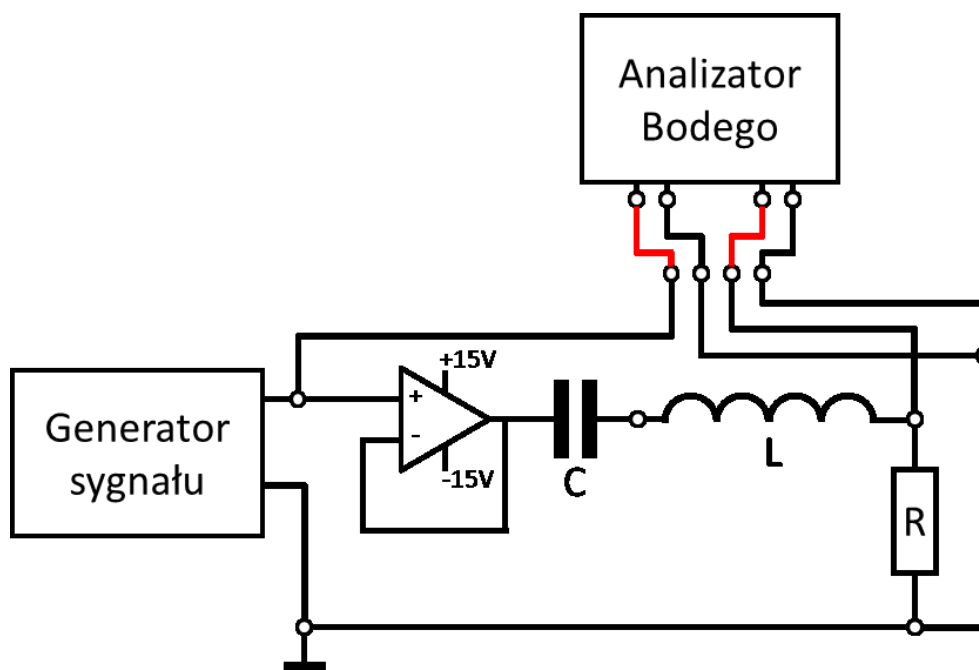 Analizator
Bodego
Generator
sygnału
+15V
+
-
-15V
C
L
R